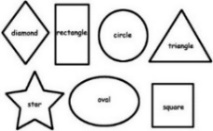 diamond
rectangle
circle
triangle
star
oval
square